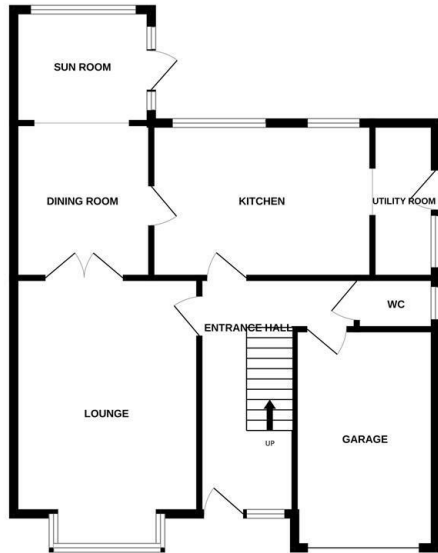 SUN ROOM
DINING ROOM
KITCHEN
UTILITY ROOM
WC
ENTRANCE HALL
LOUNGE
UP
GARAGE